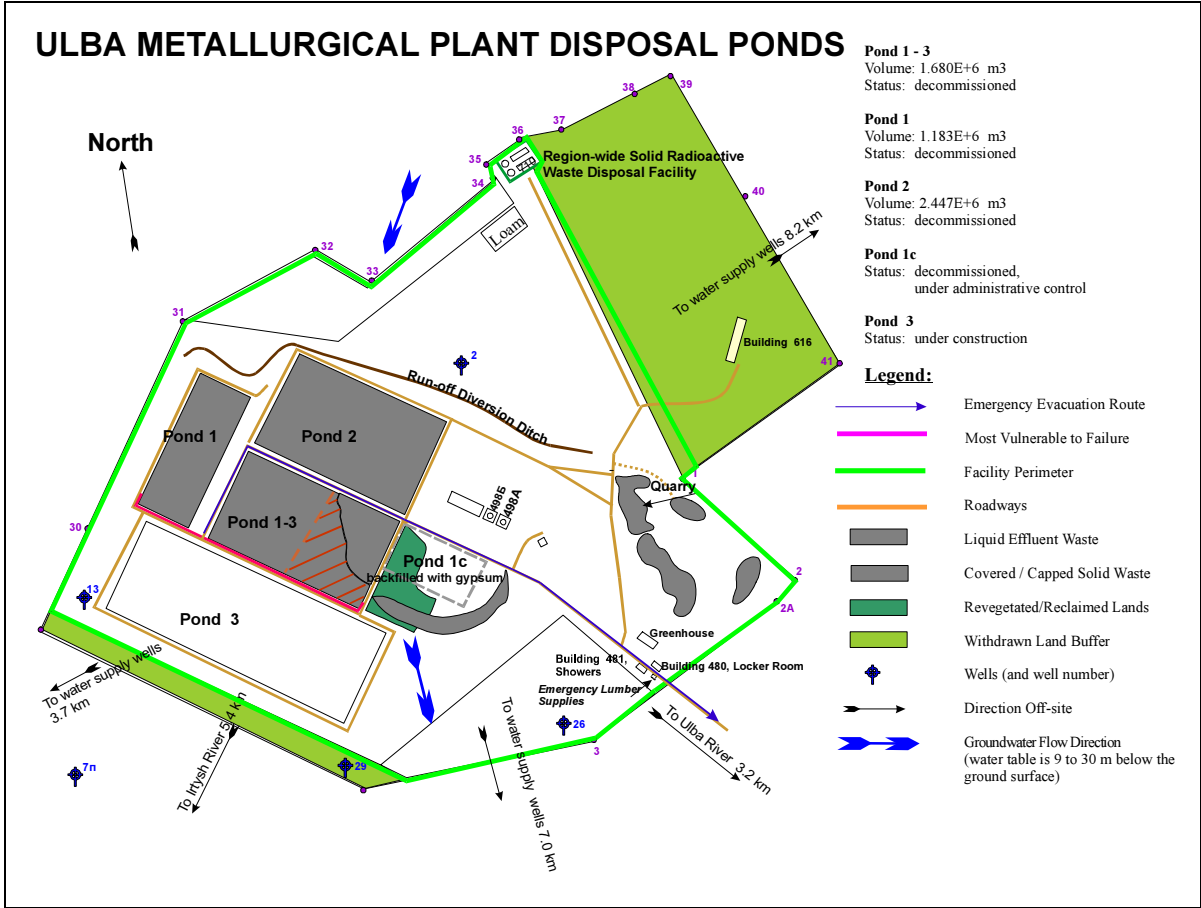 ULBA METALLURGICAL PLANT DISPOSAL PONDS
Pond 1 - 3
Volume: 1.680E+6 m3
Status: decommissioned
Pond 1
Volume: 1.183E+6 m3
Status: decommissioned
Pond 2
Volume: 2.447E+6 m3
Status: decommissioned
Pond 1c
Status: decommissioned,
under administrative control
Pond 3
Status: under construction
Legend:
Emergency Evacuation Route
Most Vulnerable to Failure
Facility Perimeter
Roadways
Liquid Effluent Waste
Covered / Capped Solid Waste
Revegetated/Reclaimed Lands
Withdrawn Land Buffer
Wells (and well number)
Direction Off-site
Groundwater Flow Direction
(water table is 9 to 30 m below the
ground surface)
North
38
39
37
36
35
34
Region-wide Solid Radioactive
Waste Disposal Facility
40
Loam
32
33
31
To water supply wells 8.2 km
Building 616
41
2
Run-off Diversion Ditch
Pond 1
Pond 2
1
Quarry
498Б
498А
30
Pond 1-3
Pond 1c
backfilled with gypsum
2
2A
13
Pond 3
Greenhouse
Building 481,
Showers
Building 480, Locker Room
Emergency Lumber
Supplies
To water supply wells
3.7 km
26
3
29
7п
To Irtysh River 5.4 km
To water supply wells 7.0 km
To Ulba River 3.2 km